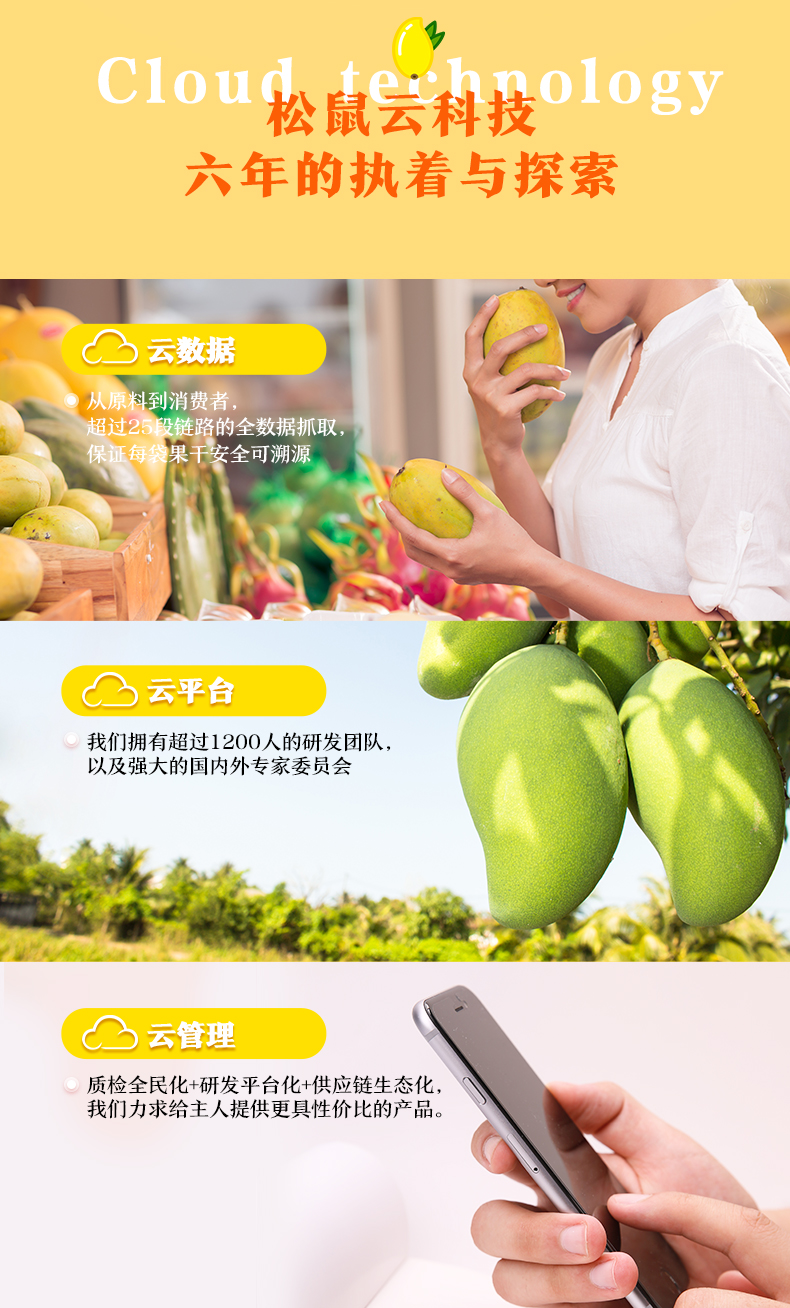 Cloud technology
松鼠云科技
六年的执着与探索
云数据
从原料到消费者,
超过25段链路的全数据抓取,
保证每袋果干安全可溯源
云平台
我们拥有超过1200人的研发团队,
以及强大的国内外专家委员会
云管理
质检全民化+研发平台化+供应链生态化,
我们力求给主人提供更具性价比的产品。